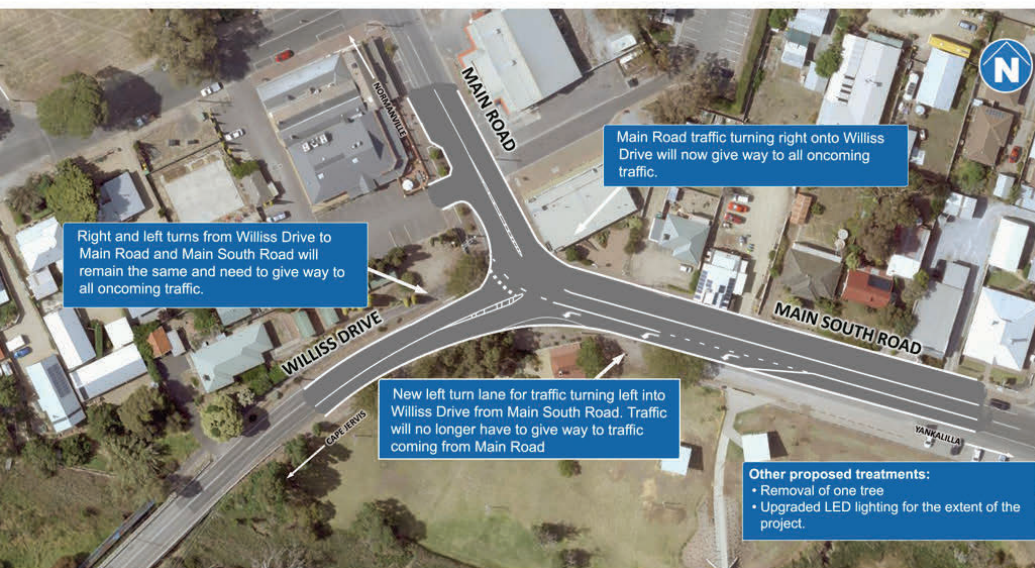 N
MAIN ROAD
NORMANVILLE
Main Road traffic turning right onto Williss
Drive will now give way to all oncoming
traffic.
Right and left turns from Williss Drive to
Main Road and Main South Road will
remain the same and need to give way to
all oncoming traffic.
WILLISS DRIVE
MAIN SOUTH ROAD
New left turn lane for traffic turning left into
Williss Drive from Main South Road. Traffic
will no longer have to give way to traffic
coming from Main Road
CAPE JERVIS
YANKALILLA
Other proposed treatments:
• Removal of one tree
• Upgraded LED lighting for the extent of the
project.